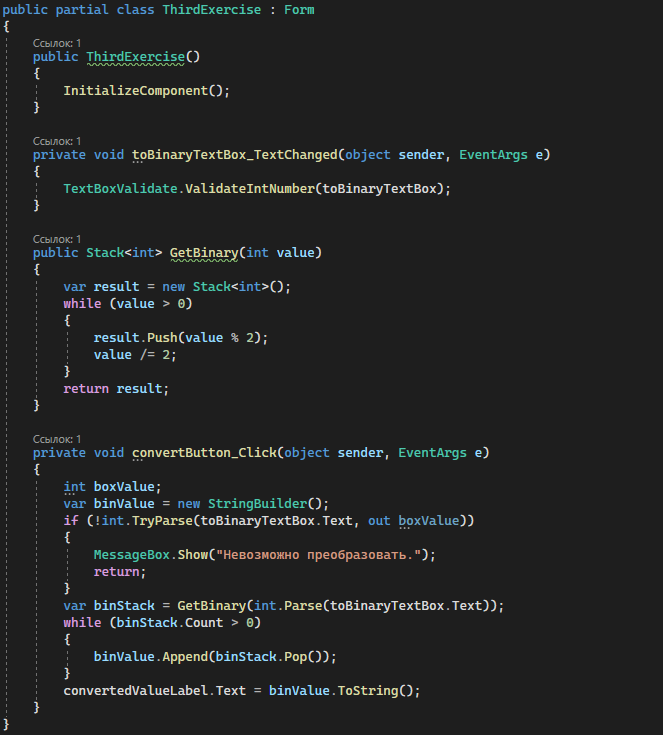 public partial class ThirdExercise : Form
{
Ссылок: 1
public ThirdExercise()
{
InitializeComponent();
}
Ссылок: 1
private void toBinaryTextBox_TextChanged(object sender, EventArgs e)
{
TextBoxValidate.ValidateIntNumber(toBinaryTextBox);
}
Ссылок: 1
public Stack<int> GetBinary(int value)
{
var result = new Stack<int>();
while (value > 0)
{
result.Push(value % 2);
value /= 2;
}
return result;
}
Ссылок: 1
private void convertButton_Click(object sender, EventArgs e)
{
int boxValue;
var binValue = new StringBuilder();
if (!int.TryParse(toBinaryTextBox.Text, out boxValue))
{
MessageBox.Show("Невозможно преобразовать.");
return;
}
var binStack = GetBinary(int.Parse(toBinaryTextBox.Text));
while (binStack.Count > 0)
{
binValue.Append(binStack.Pop());
}
convertedValueLabel.Text = binValue.ToString();
}
}